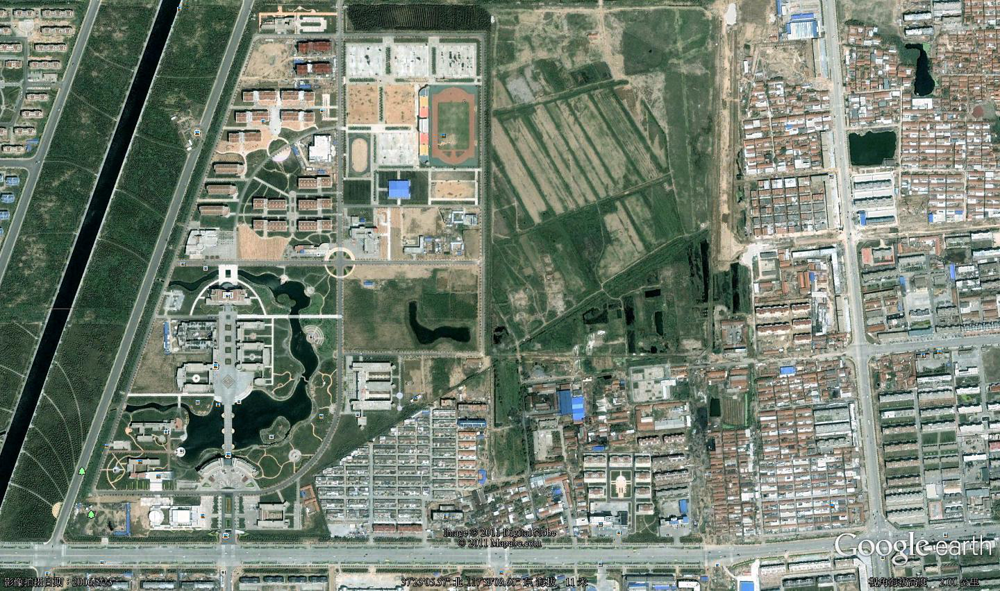 Image © 2011 DigitalGlobe
© 2011 Mapabc.com
Google earth
影像拍摄日期：2006/5/23
37°23'05.37" 北 117°59'09.60" 东 海拔 11 米
视角海拔高度 2.00 公里